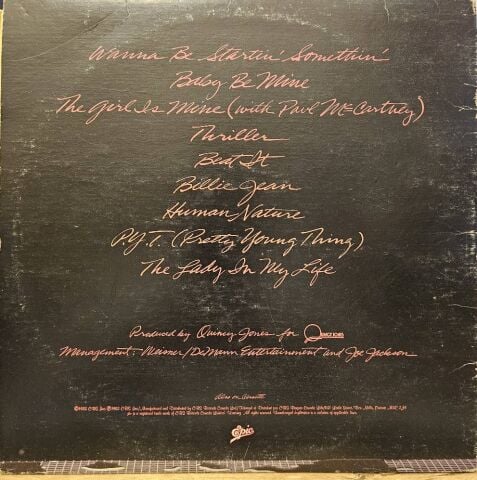 Wanna Be Startin' Somethin'
Baby Be Mine
The Girl Is Mine (with Paul McCartney)
Thriller
Beat It
Billie Jean
Human Nature
P.Y.T. (Pretty Young Thing)
The Lady In My Life
Produced by Quincy Jones for
Management: Weisner/DeMann Entertainment and Joe Jackson
Also on Cassette
Epic